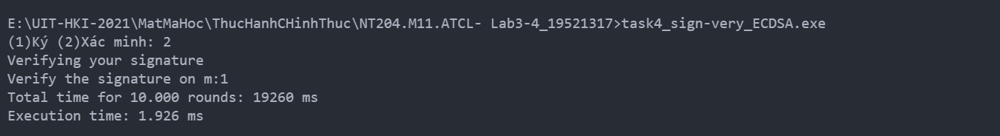 E:\UIT-HKI-2021\MatMaHoc\ThucHanhCHinhThuc\NT204.M11.ATCL- Lab3-4_19521317>task4_sign-very_ECDSA.exe
(1)Ký (2)Xác minh: 2
Verifying your signature
Verify the signature on m:1
Total time for 10.000 rounds: 19260 ms
Execution time: 1.926 ms